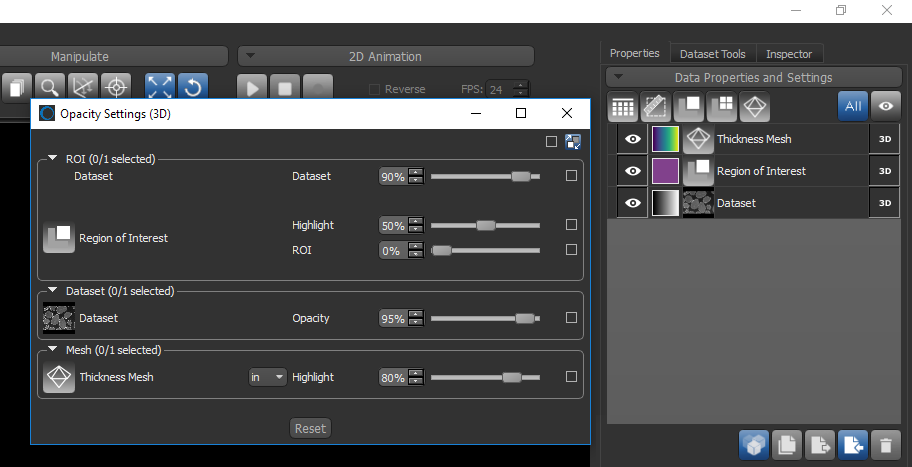 Manipulate
2D Animation
Reverse
FPS: 24
Properties
Dataset Tools
Inspector
Data Properties and Settings
All
Thickness Mesh
3D
Region of Interest
3D
Dataset
3D
Opacity Settings (3D)
ROI (0/1 selected)
Dataset
Dataset
90%
Region of Interest
Highlight
50%
ROI
0%
Dataset (0/1 selected)
Dataset
Opacity
95%
Mesh (0/1 selected)
Thickness Mesh
in
Highlight
80%
Reset